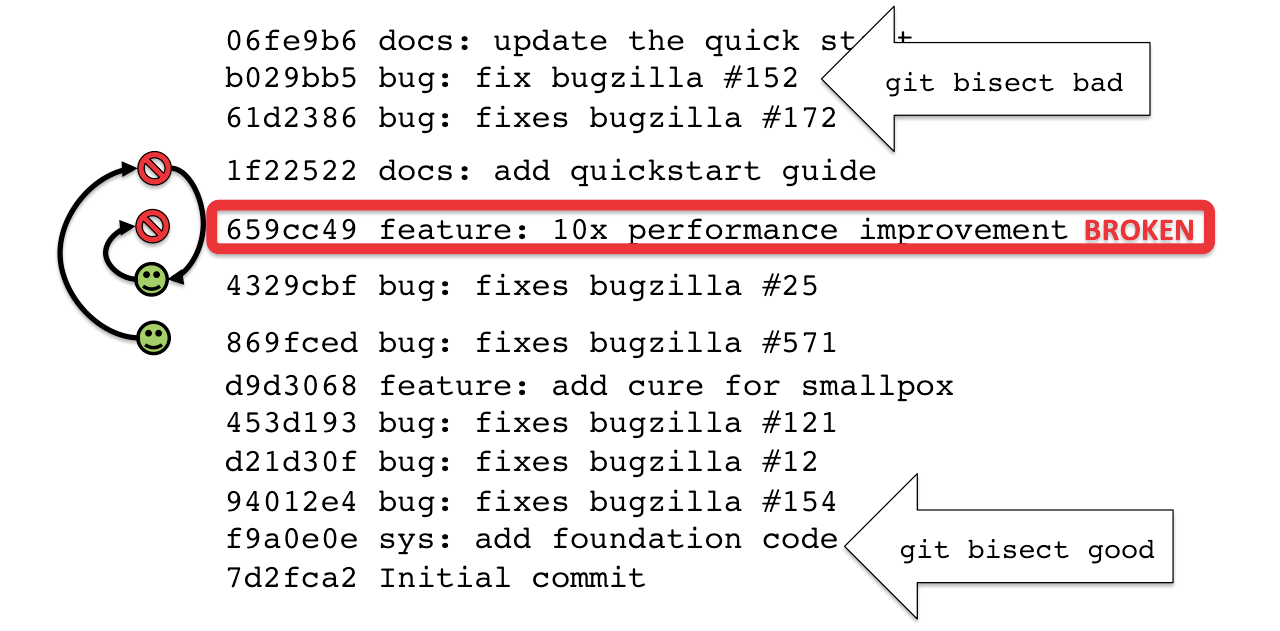 06fe9b6 docs: update the quick
b029bb5 bug: fix bugzilla #152
git bisect bad
61d2386 bug: fixes bugzilla #172
1f22522 docs: add quickstart guide
659cc49 feature: 10x performance improvement BROKEN
4329cbf bug: fixes bugzilla #25
869fced bug: fixes bugzilla #571
d9d3068 feature: add cure for smallpox
453d193 bug: fixes bugzilla #121
d21d30f bug: fixes bugzilla #12
94012e4 bug: fixes bugzilla #154
f9a0e0e sys: add foundation code
git bisect good
7d2fca2 Initial commit